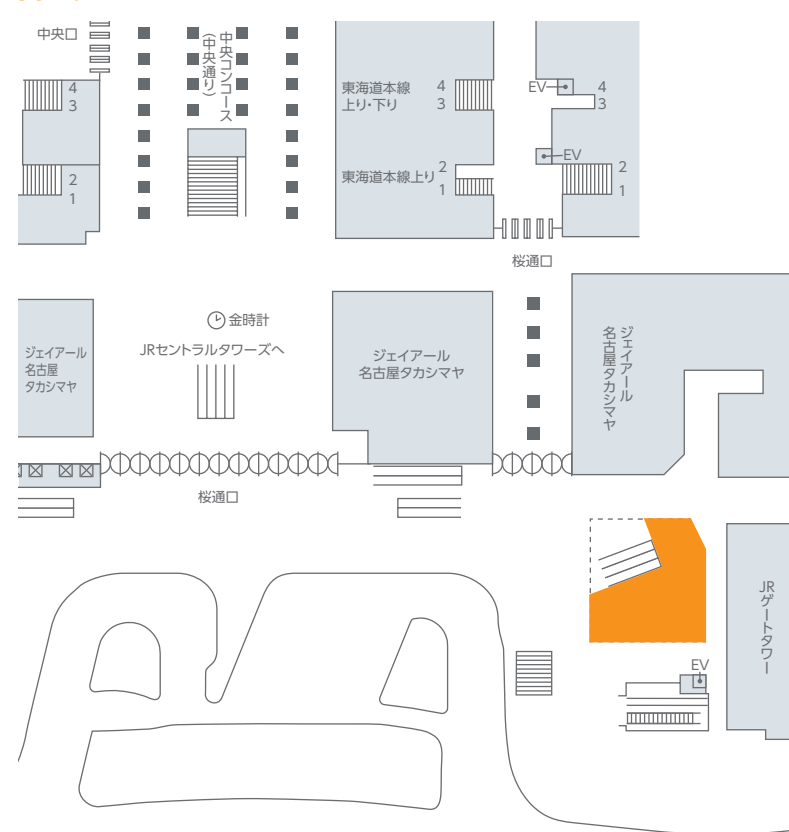 中央口
4
3
2
1
中央コンコース
(中央通り)
東海道本線
上り・下り
4
3
東海道本線上り
2
1
EV
4
3
EV
2
1
桜通口
金時計
JRセントラルタワーズへ
ジェイアール
名古屋
タカシマヤ
ジェイアール
名古屋タカシマヤ
ジェイアール
名古屋タカシマヤ
桜通口
JRゲートタワー
EV